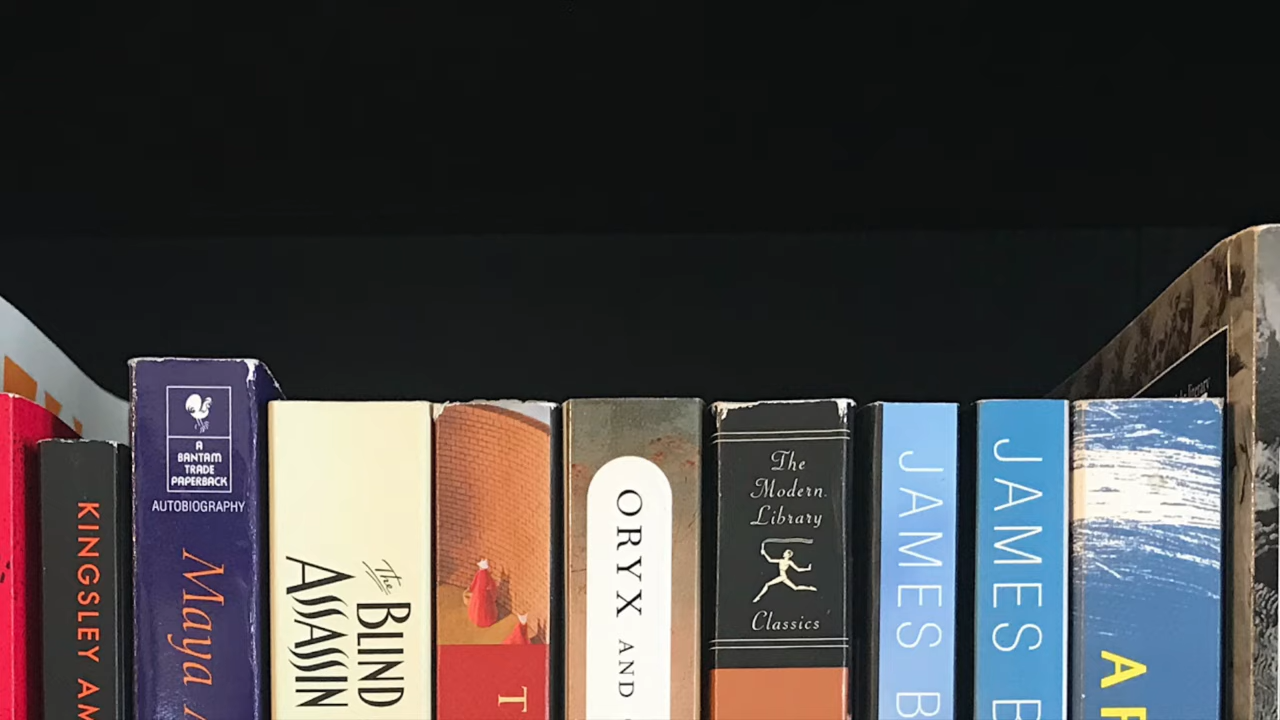 KINGSLEY AM
A
BANTAM
TRADE
PAPERBACK
AUTOBIOGRAPHY
Maya
The
BLIND
ASSASSIN
T
ORYX AND
The
Modern
Library
Classics
JAMES B
JAMES B
A